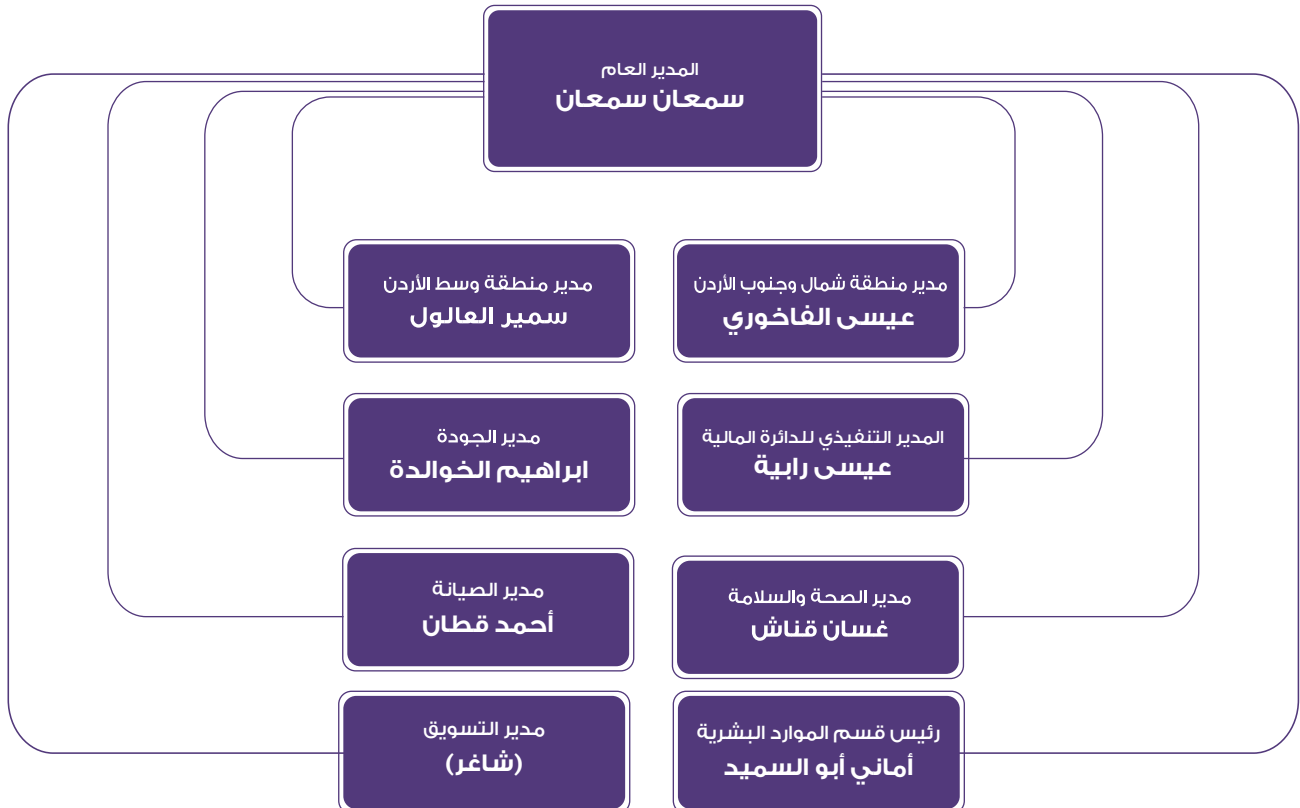 المدير العام
سمعان سمعان
مدير منطقة شمال وجنوب الأردن
عيسى الفاخوري
مدير منطقة وسط الأردن
سمير العالول
المدير التنفيذي للدائرة المالية
عيسى رابية
مدير الجودة
ابراهيم الخوالدة
مدير الصحة والسلامة
غسان قناش
مدير الصيانة
أحمد قطان
رئيس قسم الموارد البشرية
أماني أبو السميد
مدير التسويق
(شاغر)